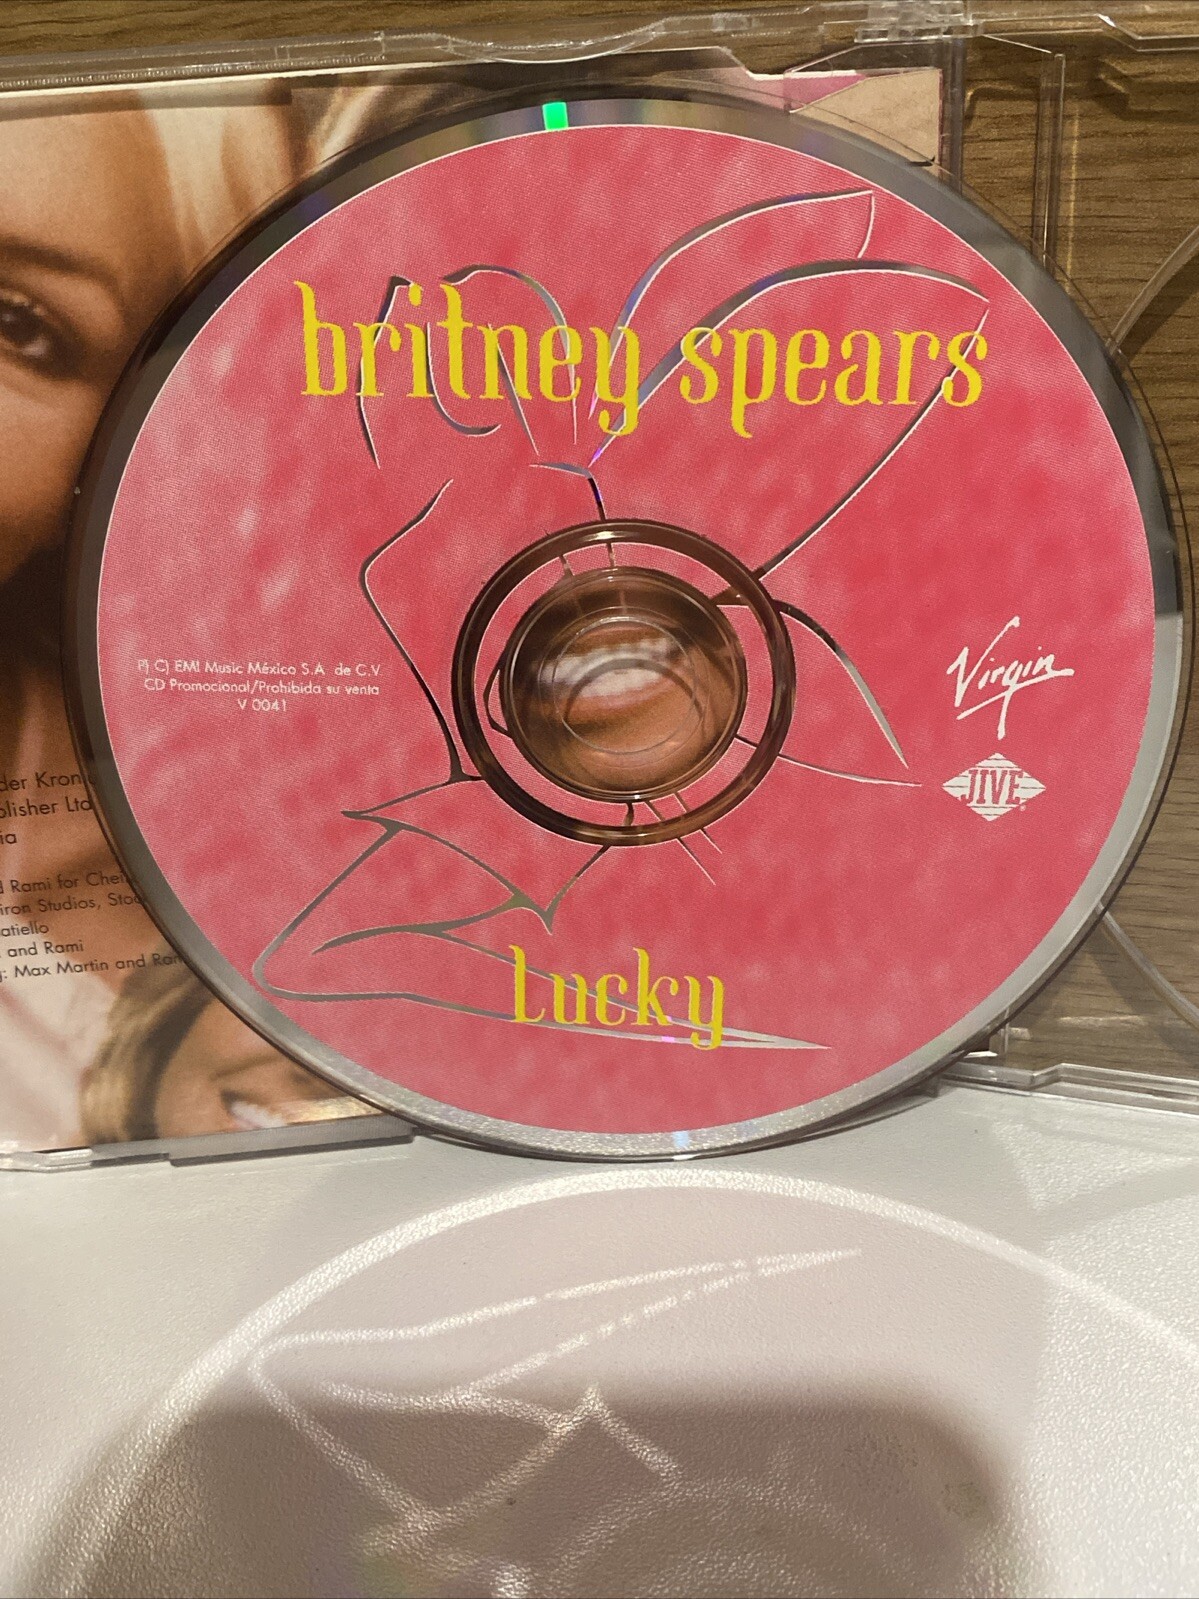 britney spears
P) C) EMI Music México S.A. de C.V.
CD Promocional/Prohibida su venta
V 0041
Virgin
JIVE
and Rami
Max Martin and
Lucky